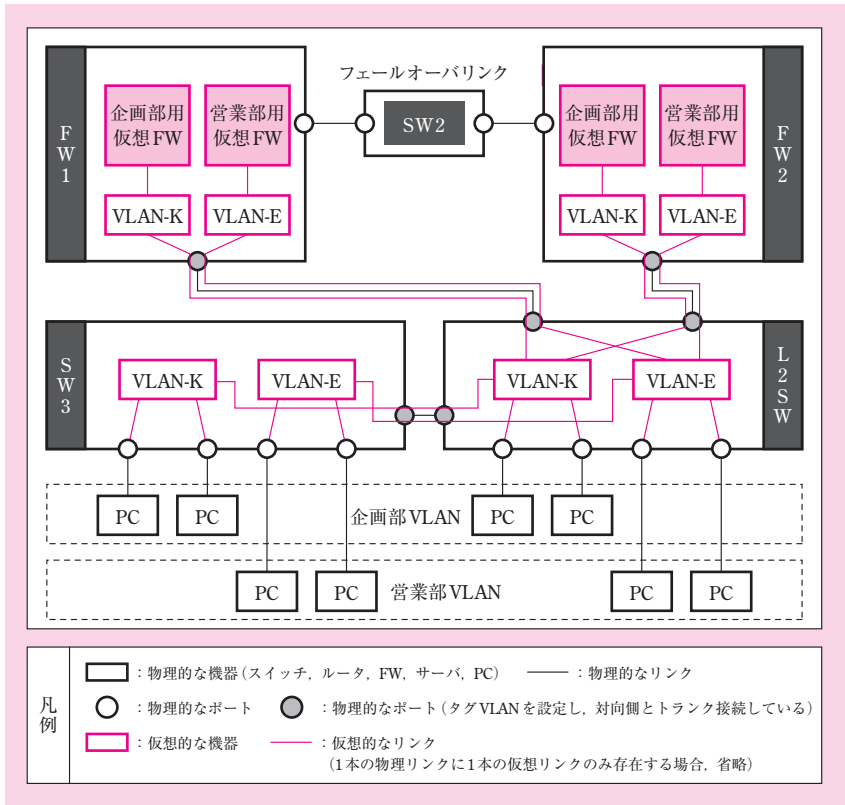 フェールオーバリンク
FW1
企画部用
仮想FW
営業部用
仮想FW
VLAN-K
VLAN-E
SW2
企画部用
仮想FW
営業部用
仮想FW
VLAN-K
VLAN-E
FW2
SW3
VLAN-K
VLAN-E
VLAN-K
VLAN-E
L2SW
PC
PC
企画部VLAN
PC
PC
PC
PC
営業部VLAN
PC
PC
凡例
：物理的な機器（スイッチ，ルータ，FW，サーバ，PC）
：物理的なリンク
：物理的なポート
：物理的なポート（タグVLANを設定し，対向側とトランク接続している）
：仮想的な機器
：仮想的なリンク
（1本の物理リンクに1本の仮想リンクのみ存在する場合，省略）